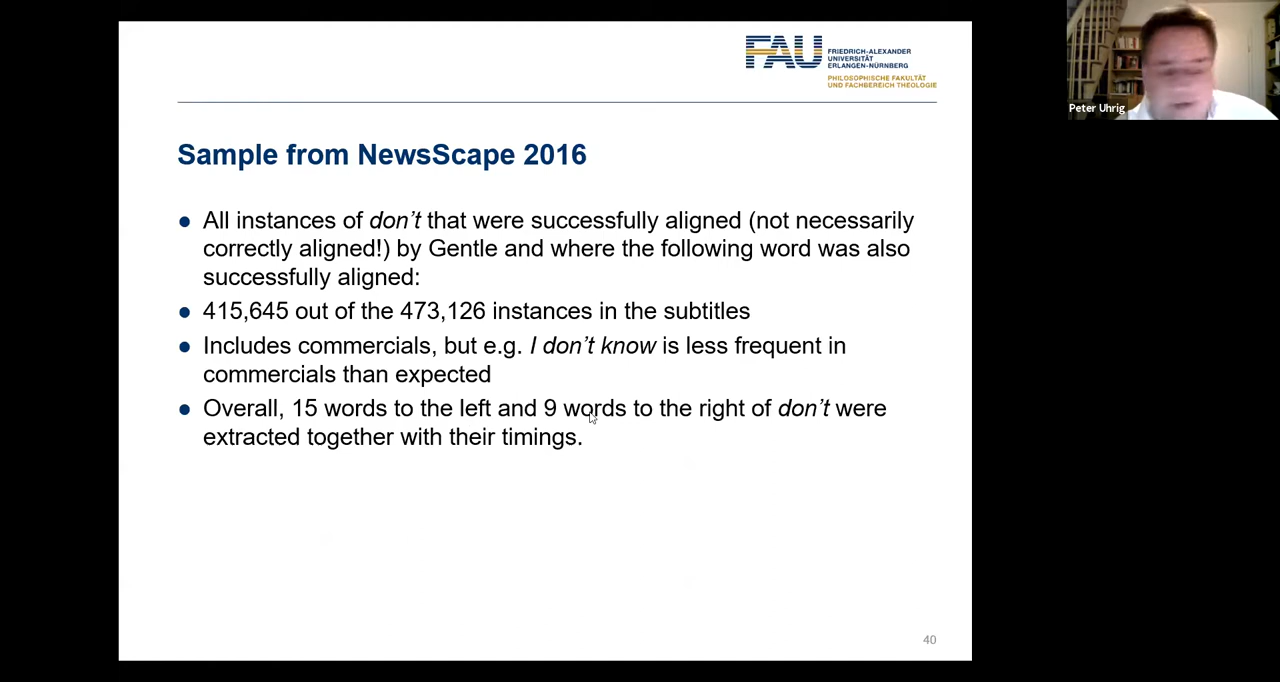 FAU
FRIEDRICH-ALEXANDER
UNIVERSITÄT
ERLANGEN-NÜRNBERG
PHILOSOPHISCHE FAKULTÄT
UND FACHBEREICH THEOLOGIE
Peter Uhrig
Sample from NewsScape 2016
● All instances of don't that were successfully aligned (not necessarily
correctly aligned!) by Gentle and where the following word was also
successfully aligned:
● 415,645 out of the 473,126 instances in the subtitles
● Includes commercials, but e.g. I don't know is less frequent in
commercials than expected
● Overall, 15 words to the left and 9 words to the right of don't were
extracted together with their timings.
40